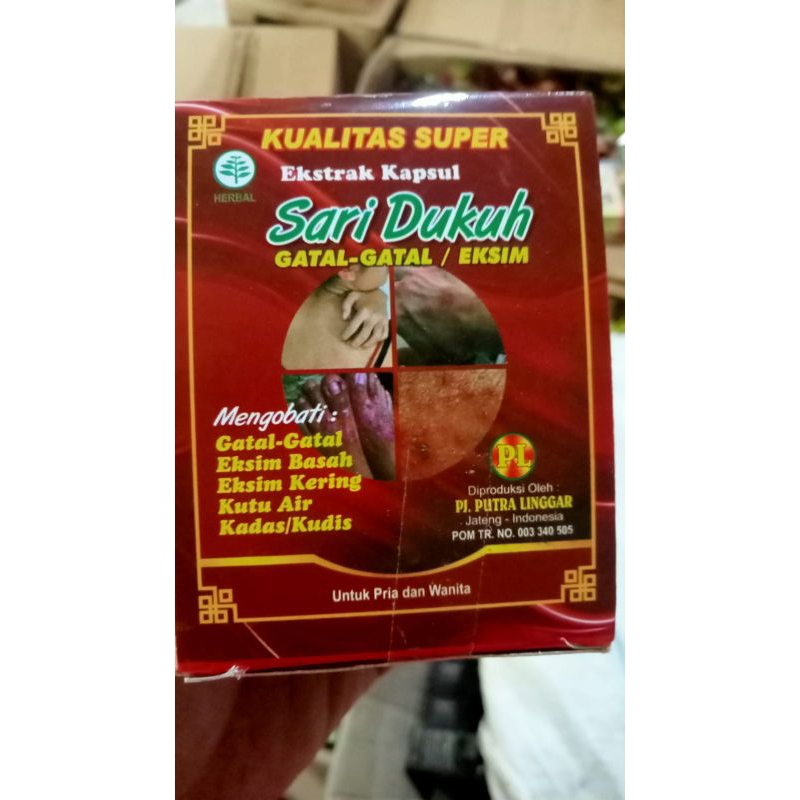 KUALITAS SUPER
Ekstrak Kapsul
HERBAL
Sari Dukuh
GATAL-GATAL / EKSIM
Mengobati :
Gatal-Gatal
Eksim Basah
Eksim Kering
Kutu Air
Kadas/Kudis
PL
Diproduksi Oleh :
PJ. PUTRA LINGGAR
Jateng - Indonesia
POM TR. NO. 003 340 505
Untuk Pria dan Wanita